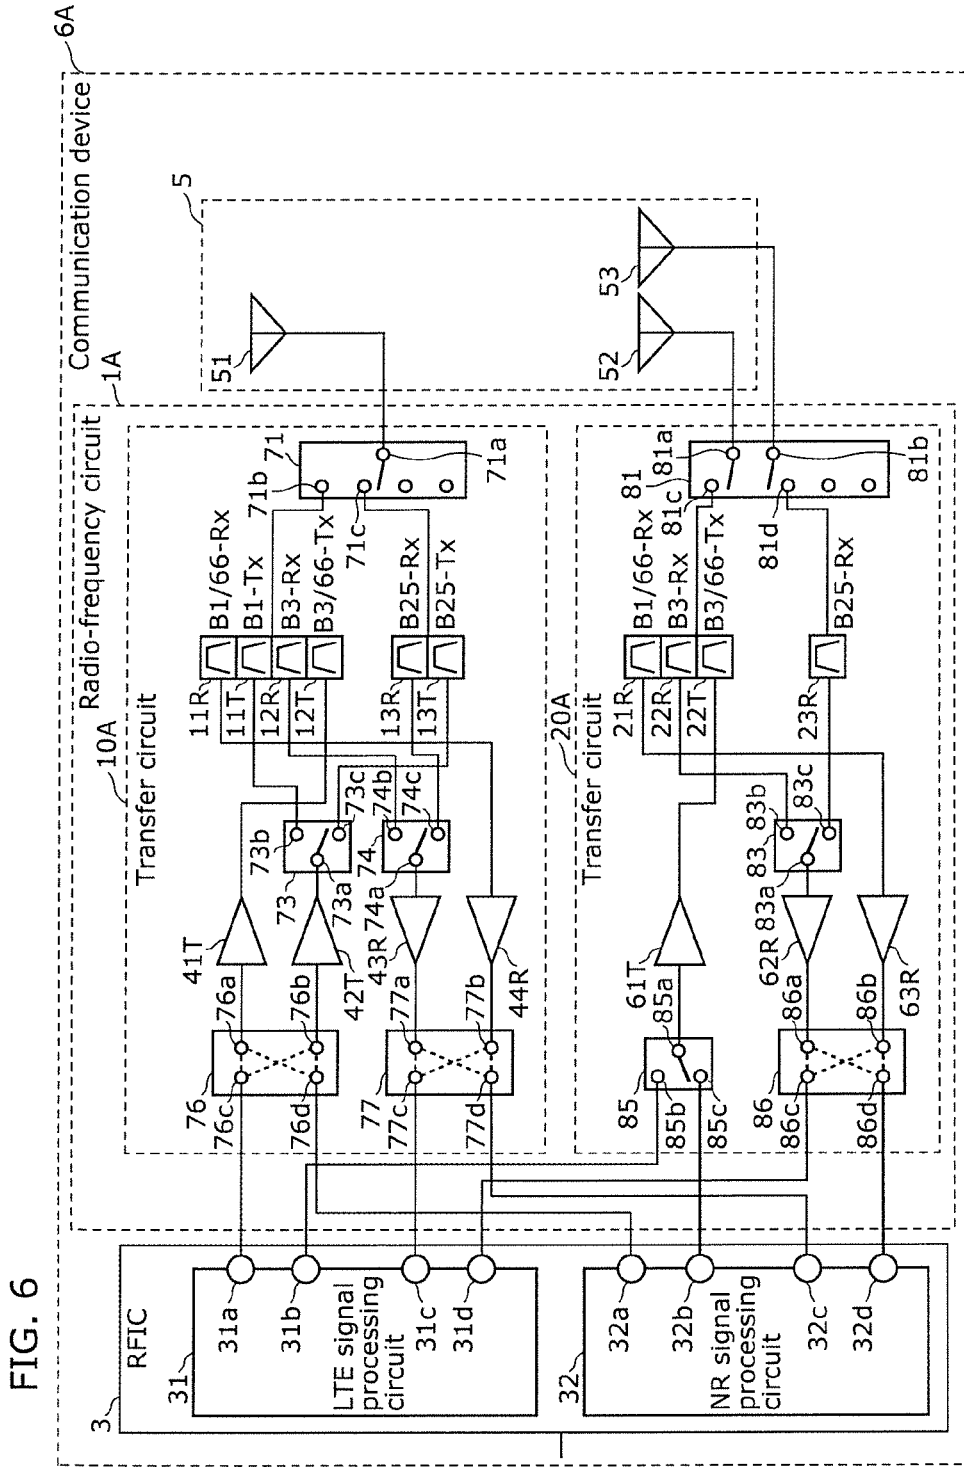 FIG. 6
6A
Communication device
5
51
52
53
1A
Radio-frequency circuit
10A
Transfer circuit
71
71a
71b
71c
B1/66-Rx
B1-Tx
B3-Rx
B3/66-Tx
B25-Rx
B25-Tx
11R
11T
12R
12T
13R
13T
73
73a
73b
73c
74
74a
74b
74c
41T
42T
43R
44R
76
76a
76b
76c
76d
77
77a
77b
77c
77d
20A
Transfer circuit
81
81a
81b
81c
81d
B1/66-Rx
B3-Rx
B3/66-Tx
B25-Rx
21R
22R
22T
23R
83
83a
83b
83c
61T
62R
63R
85
85a
85b
85c
86
86a
86b
86c
86d
3
RFIC
31
LTE signal
processing
circuit
31a
31b
31c
31d
32
NR signal
processing
circuit
32a
32b
32c
32d